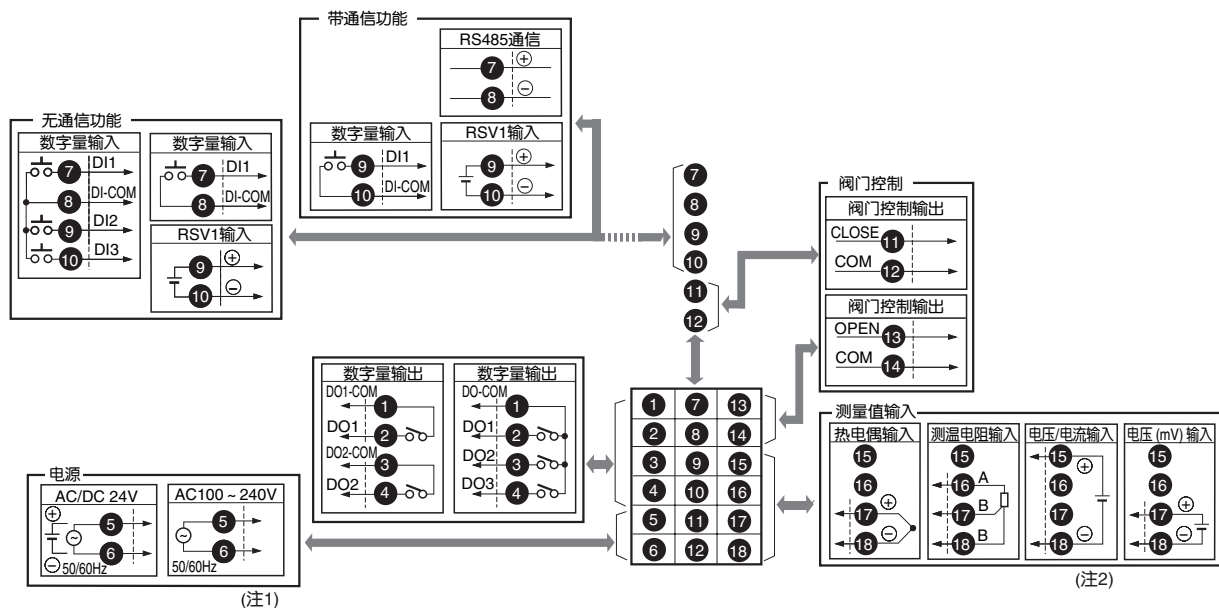 带通信功能
RS485通信
7 ⊕
8 ⊖
数字量输入
9 DI1
10 DI-COM
RSV1输入
9 ⊕
10 ⊖
无通信功能
数字量输入
7 DI1
8 DI-COM
9 DI2
10 DI3
数字量输入
7 DI1
8 DI-COM
RSV1输入
9 ⊕
10 ⊖
7
8
9
10
11
12
阀门控制
阀门控制输出
CLOSE 11
COM 12
阀门控制输出
OPEN 13
COM 14
数字量输出
DO1-COM 1
DO1 2
DO2-COM 3
DO2 4
数字量输出
DO-COM 1
DO1 2
DO2 3
DO3 4
1 7 13
2 8 14
3 9 15
4 10 16
5 11 17
6 12 18
电源
AC/DC 24V
⊕ 5
~
6
⊖ 50/60Hz
AC100 ~ 240V
5
~
6
50/60Hz
(注1)
测量值输入
热电偶输入
15
16
17 ⊕
18 ⊖
测温电阻输入
15
16 A
17 B
18 B
电压/电流输入
15 ⊕
16
17
18 ⊖
电压 (mV) 输入
15
16
17 ⊕
18 ⊖
(注2)